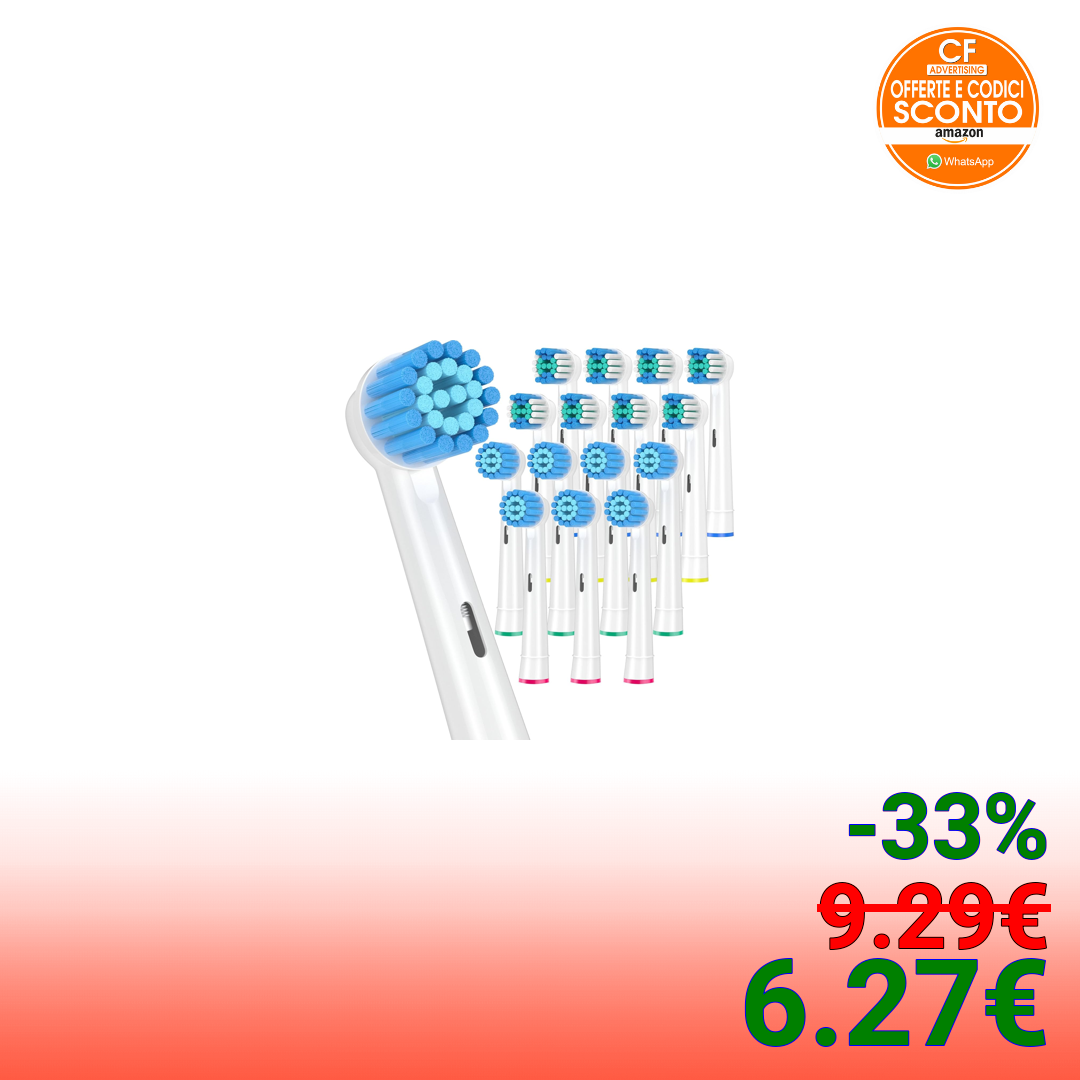 CF
ADVERTISING
OFFERTE E CODICI
SCONTO
amazon
WhatsApp
-33%
9.29€
6.27€